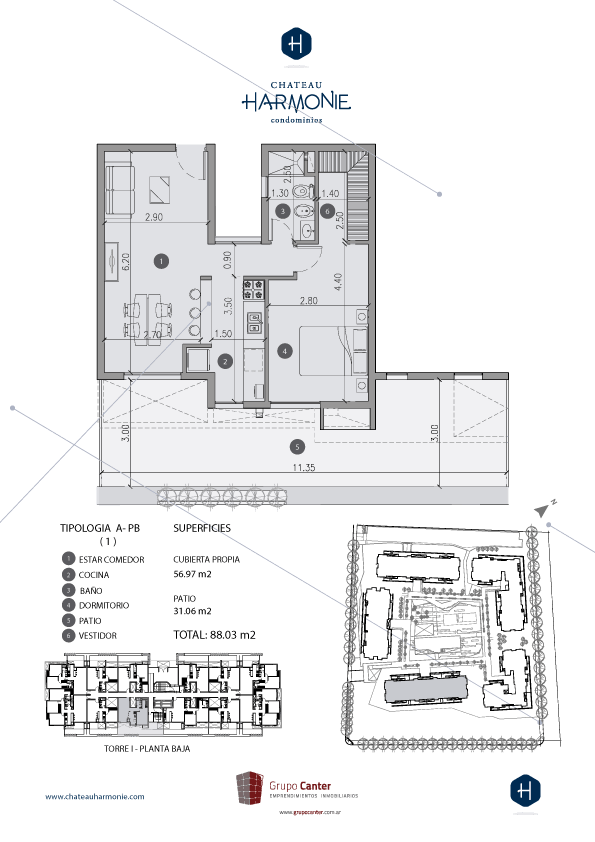 CHATEAU
HARMONIE
condominios
2.50
1.30
1.40
2.90
3
6
2.50
1
6.20
0.90
4.40
3.50
2.80
2.70
1.50
2
4
3.00
3.00
5
11.35
N
TIPOLOGIA A- PB
( 1 )
1 ESTAR COMEDOR
2 COCINA
3 BAÑO
4 DORMITORIO
5 PATIO
6 VESTIDOR
SUPERFICIES
CUBIERTA PROPIA
56.97 m2
PATIO
31.06 m2
TOTAL: 88.03 m2
TORRE I - PLANTA BAJA
www.chateauharmonie.com
Grupo Canter
EMPRENDIMIENTOS INMOBILIARIOS
www.grupocanter.com.ar